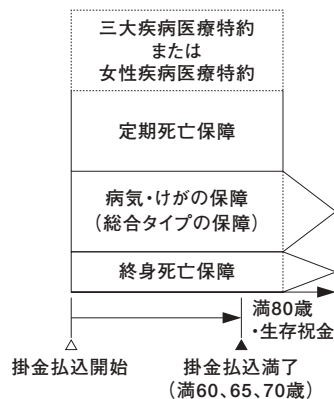 三大疾病医療特約
または
女性疾病医療特約
定期死亡保障
病気・けがの保障
（総合タイプの保障）
終身死亡保障
満80歳
・生存祝金
掛金払込開始
掛金払込満了
（満60、65、70歳）